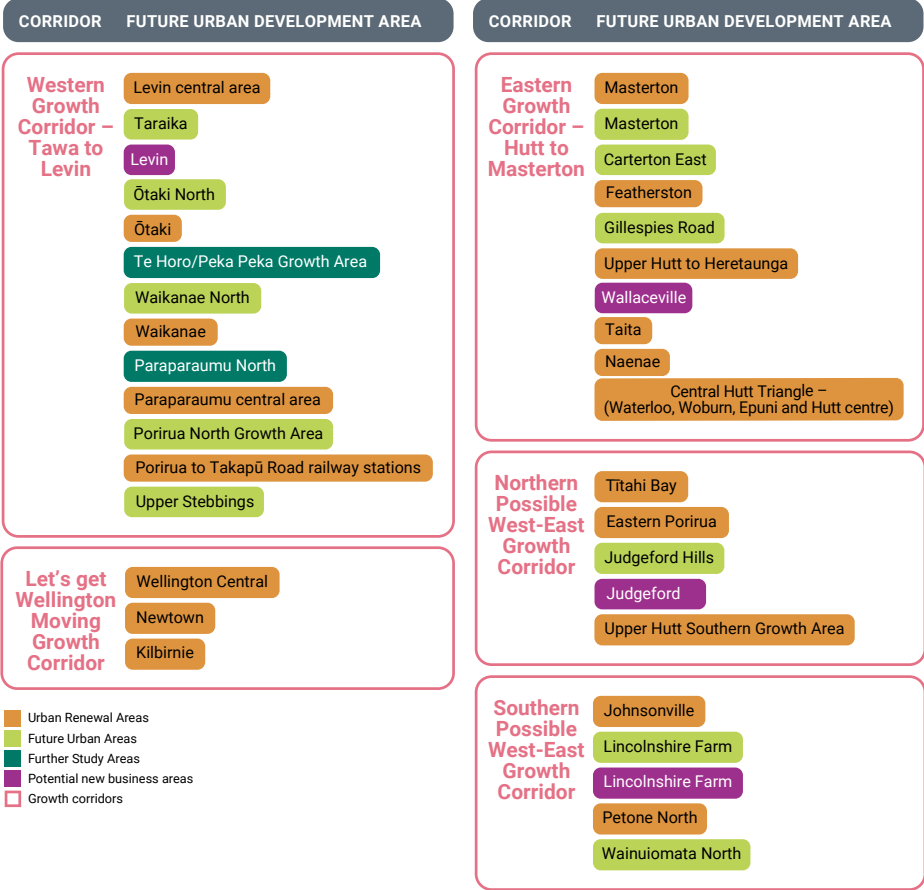 CORRIDOR FUTURE URBAN DEVELOPMENT AREA
Western
Growth
Corridor –
Tawa to
Levin
Levin central area
Taraika
Levin
Ōtaki North
Ōtaki
Te Horo/Peka Peka Growth Area
Waikanae North
Waikanae
Paraparaumu North
Paraparaumu central area
Porirua North Growth Area
Porirua to Takapū Road railway stations
Upper Stebbings
Let’s get
Wellington
Moving
Growth
Corridor
Wellington Central
Newtown
Kilbirnie
Urban Renewal Areas
Future Urban Areas
Further Study Areas
Potential new business areas
Growth corridors
CORRIDOR FUTURE URBAN DEVELOPMENT AREA
Eastern
Growth
Corridor –
Hutt to
Masterton
Masterton
Masterton
Carterton East
Featherston
Gillespies Road
Upper Hutt to Heretaunga
Wallaceville
Taita
Naenae
Central Hutt Triangle –
(Waterloo, Woburn, Epuni and Hutt centre)
Northern
Possible
West-East
Growth
Corridor
Tītahi Bay
Eastern Porirua
Judgeford Hills
Judgeford
Upper Hutt Southern Growth Area
Southern
Possible
West-East
Growth
Corridor
Johnsonville
Lincolnshire Farm
Lincolnshire Farm
Petone North
Wainuiomata North